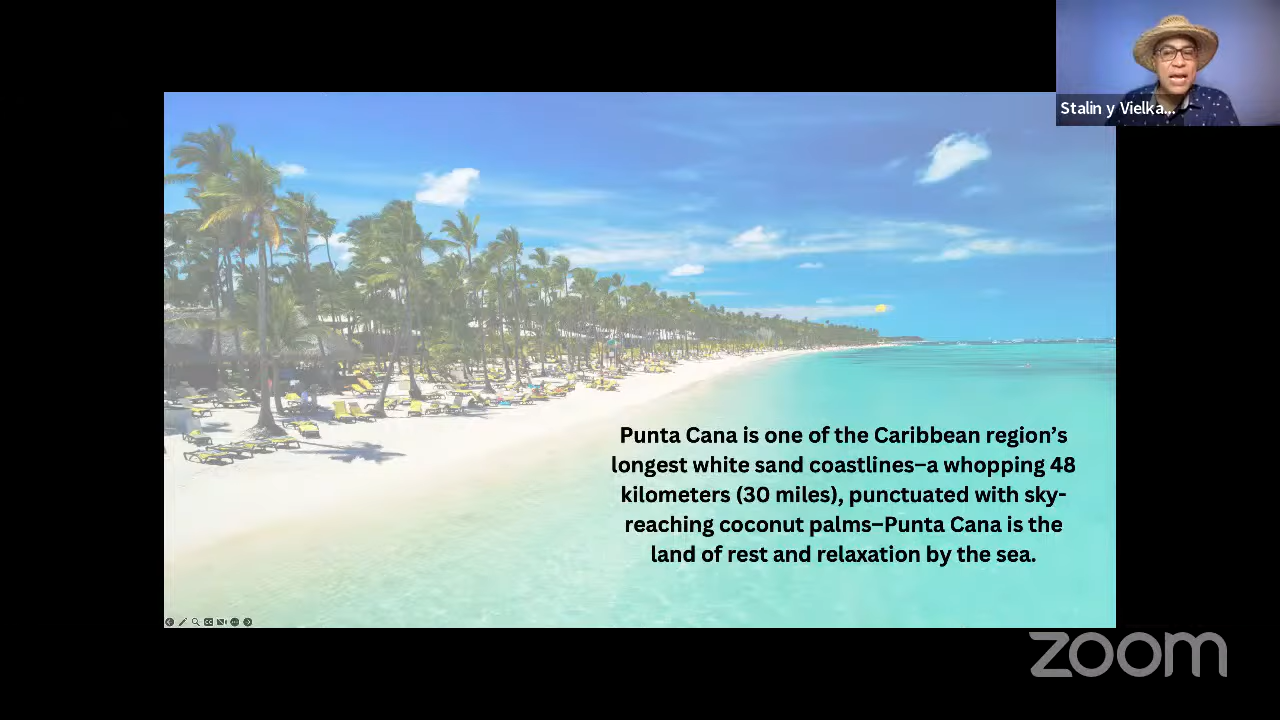 Stalin y Vielka...
Punta Cana is one of the Caribbean region’s
longest white sand coastlines–a whopping 48
kilometers (30 miles), punctuated with sky-
reaching coconut palms–Punta Cana is the
land of rest and relaxation by the sea.
zoom